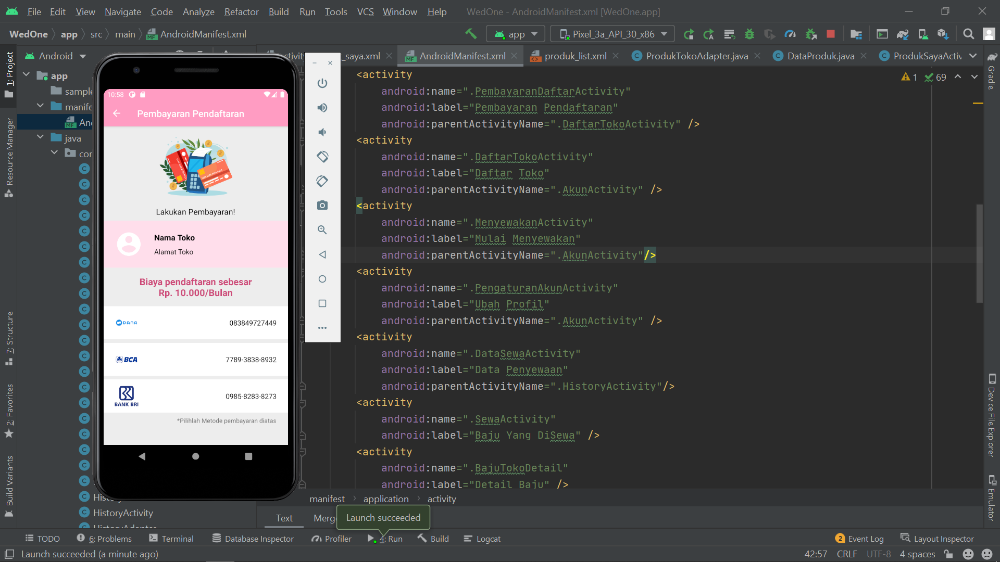 File Edit View Navigate Code Analyze Refactor Build Run Tools VCS Window Help WedOne - AndroidManifest.xml [WedOne.app]
WedOne app src main AndroidManifest.xml
app Pixel_3a_API_30_x86
Android
_saya.xml AndroidManifest.xml produk_list.xml ProdukTokoAdapter.java DataProduk.java ProdukSayaActiv
1: Project
Resource Manager
7: Structure
2: Favorites
Build Variants
app
sample
manife
And
java
cor
HistoryActivity
10:58
Pembayaran Pendaftaran
Lakukan Pembayaran!
Nama Toko
Alamat Toko
Biaya pendaftaran sebesar
Rp. 10.000/Bulan
DANA 083849727449
BCA 7789-3838-8932
BANK BRI 0985-8283-8273
*Pilihlah Metode pembayaran diatas
1 69
<activity
android:name=".PembayaranDaftarActivity"
android:label="Pembayaran Pendaftaran"
android:parentActivityName=".DaftarTokoActivity" />
<activity
android:name=".DaftarTokoActivity"
android:label="Daftar Toko"
android:parentActivityName=".AkunActivity" />
<activity
android:name=".MenyewakanActivity"
android:label="Mulai Menyewakan"
android:parentActivityName=".AkunActivity"/>
<activity
android:name=".PengaturanAkunActivity"
android:label="Ubah Profil"
android:parentActivityName=".AkunActivity" />
<activity
android:name=".DataSewaActivity"
android:label="Data Penyewaan"
android:parentActivityName=".HistoryActivity"/>
<activity
android:name=".SewaActivity"
android:label="Baju Yang DiSewa" />
<activity
android:name=".BajuTokoDetail"
android:label="Detail Baju" />
manifest application activity
Text Merge
Launch succeeded
Gradle
Device File Explorer
Emulator
TODO 6: Problems Terminal Database Inspector Profiler 4: Run Build Logcat 2 Event Log Layout Inspector
Launch succeeded (a minute ago) 42:57 CRLF UTF-8 4 spaces